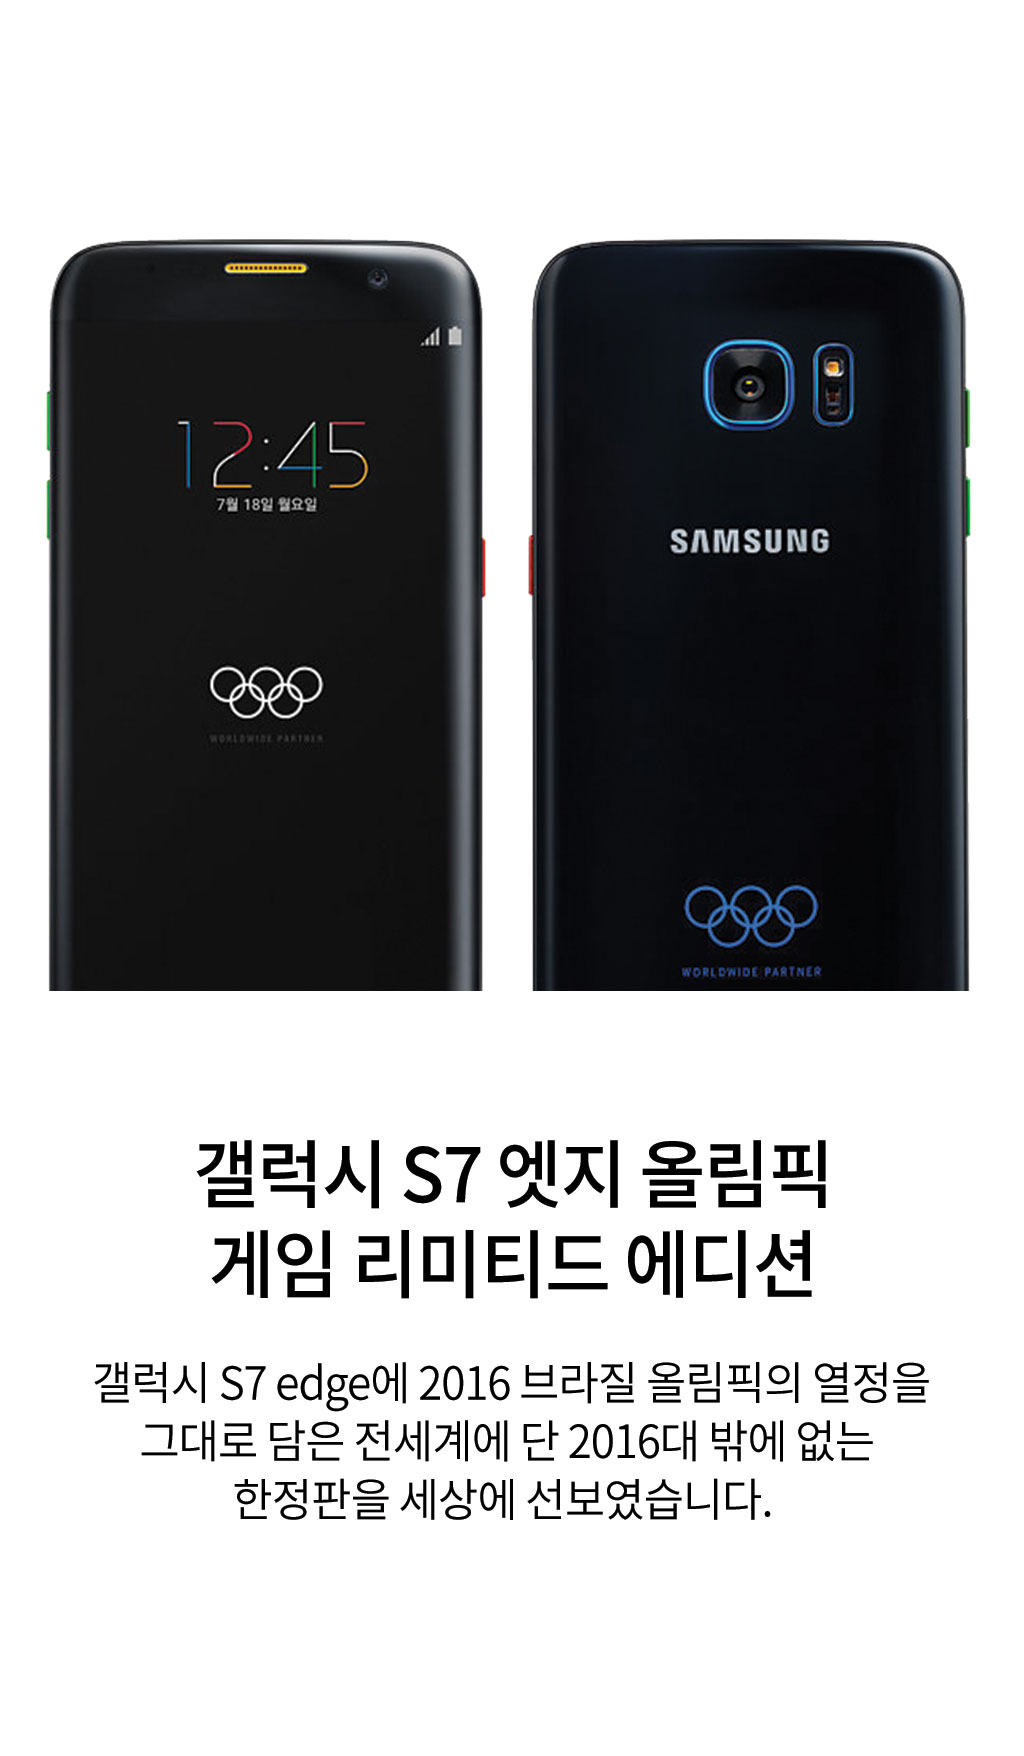 12:45
7월 18일 월요일
WORLDWIDE PARTNER
SAMSUNG
WORLDWIDE PARTNER
갤럭시 S7 엣지 올림픽
게임 리미티드 에디션
갤럭시 S7 edge에 2016 브라질 올림픽의 열정을
그대로 담은 전세계에 단 2016대 밖에 없는
한정판을 세상에 선보였습니다.